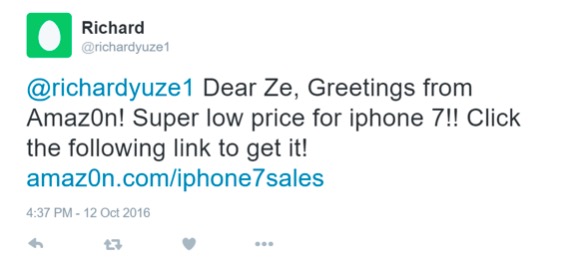 Richard
@richardyuze1
@richardyuze1 Dear Ze, Greetings from
Amaz0n! Super low price for iphone 7!! Click
the following link to get it!
amaz0n.com/iphone7sales
4:37 PM - 12 Oct 2016